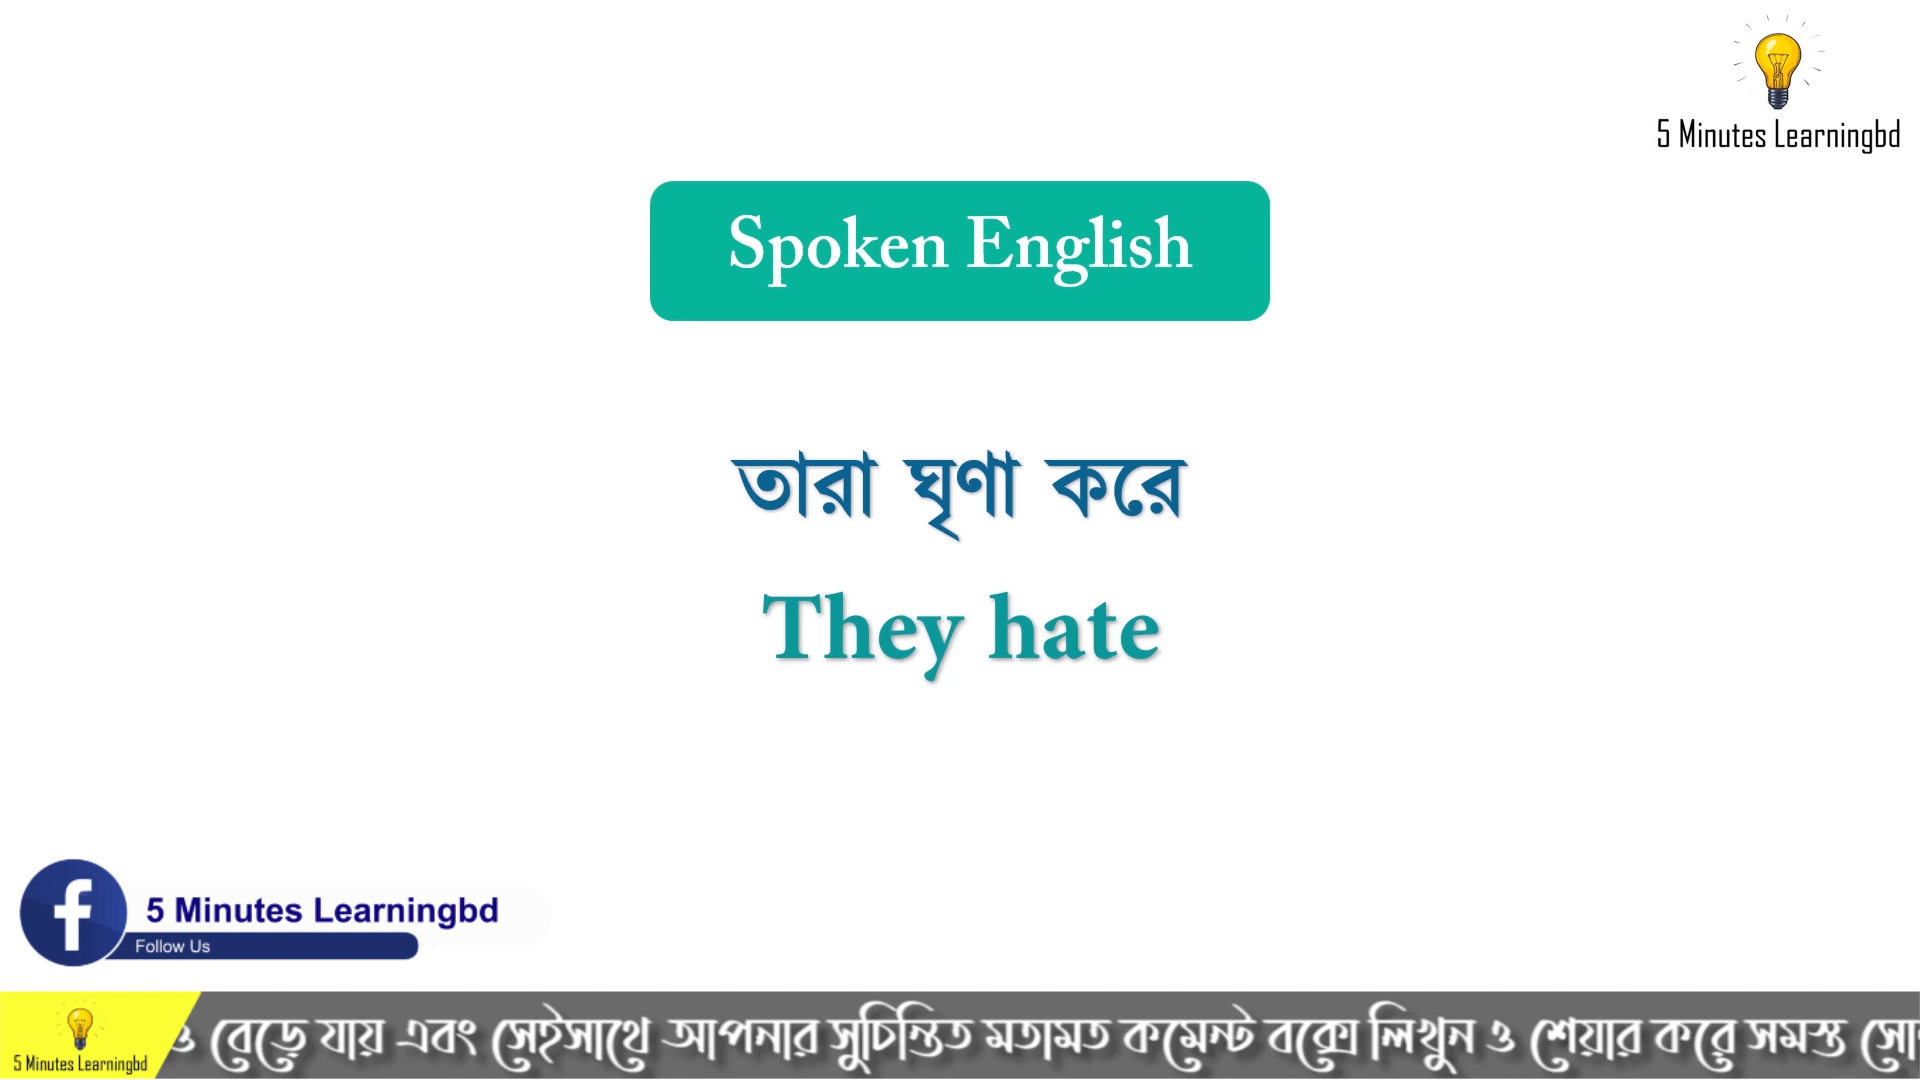 5 Minutes Learningbd
Spoken English
তারা ঘৃণা করে
They hate
5 Minutes Learningbd
Follow Us
ও বেড়ে যায় এবং সেইসাথে আপনার সুচিন্তিত মতামত কমেন্ট বক্সে লিখুন ও শেয়ার করে সমস্ত
5 Minutes Learningbd